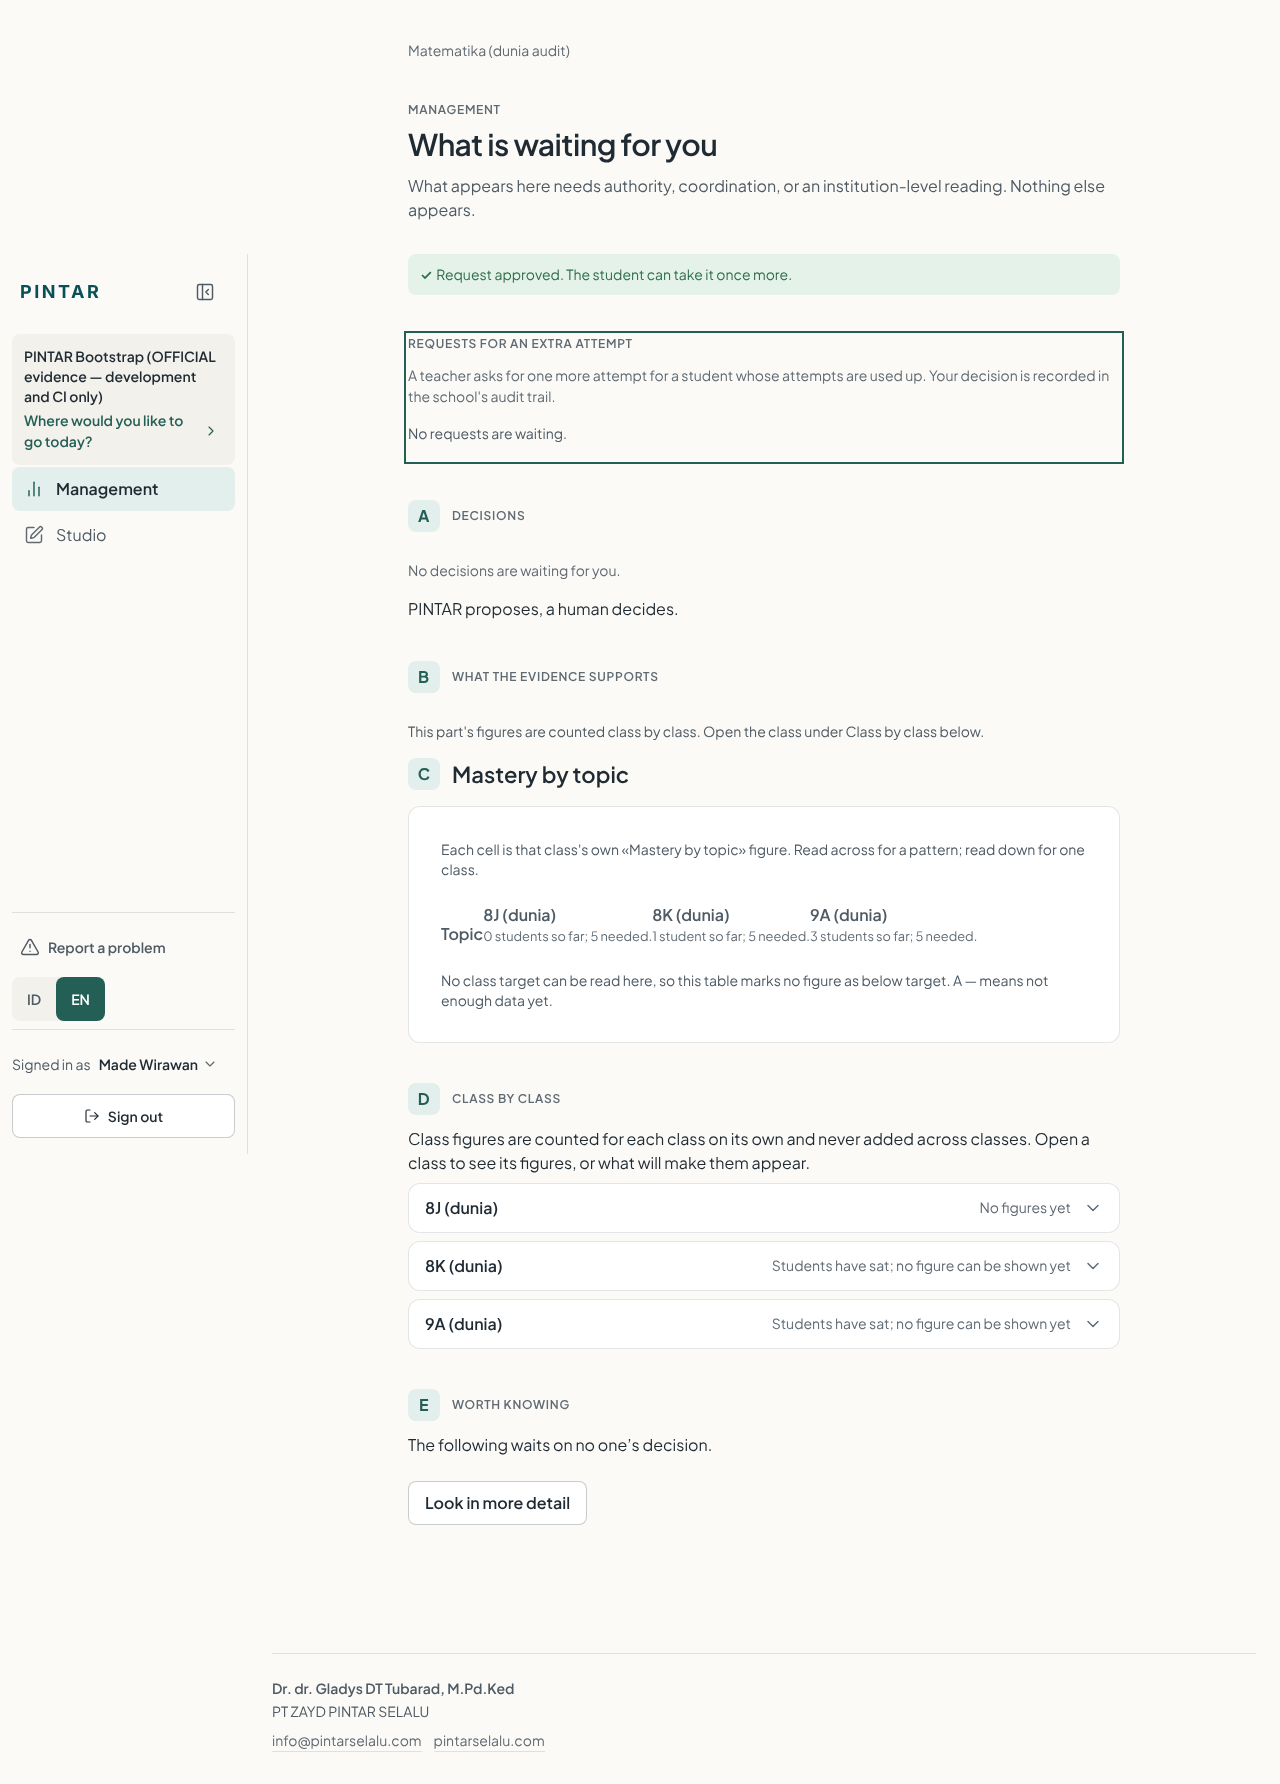 Matematika (dunia audit)
MANAGEMENT
What is waiting for you
What appears here needs authority, coordination, or an institution-level reading. Nothing else
appears.
✓ Request approved. The student can take it once more.
PINTAR
PINTAR Bootstrap (OFFICIAL
evidence — development
and CI only)
Where would you like to
go today?
Management
Studio
Report a problem
ID
EN
Signed in as Made Wirawan
Sign out
REQUESTS FOR AN EXTRA ATTEMPT
A teacher asks for one more attempt for a student whose attempts are used up. Your decision is recorded in
the school's audit trail.
No requests are waiting.
A DECISIONS
No decisions are waiting for you.
PINTAR proposes, a human decides.
B WHAT THE EVIDENCE SUPPORTS
This part's figures are counted class by class. Open the class under Class by class below.
C Mastery by topic
Each cell is that class's own «Mastery by topic» figure. Read across for a pattern; read down for one
class.
8J (dunia) 8K (dunia) 9A (dunia)
Topic 0 students so far; 5 needed. 1 student so far; 5 needed. 3 students so far; 5 needed.
No class target can be read here, so this table marks no figure as below target. A — means not
enough data yet.
D CLASS BY CLASS
Class figures are counted for each class on its own and never added across classes. Open a
class to see its figures, or what will make them appear.
8J (dunia) No figures yet
8K (dunia) Students have sat; no figure can be shown yet
9A (dunia) Students have sat; no figure can be shown yet
E WORTH KNOWING
The following waits on no one's decision.
Look in more detail
Dr. dr. Gladys DT Tubarad, M.Pd.Ked
PT ZAYD PINTAR SELALU
info@pintarselalu.com pintarselalu.com